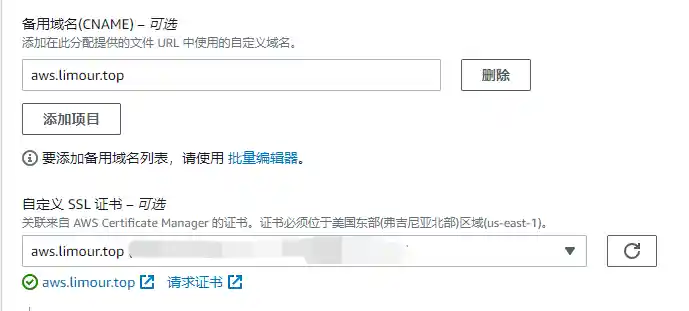 备用域名(CNAME) – 可选
添加在此分配提供的文件 URL 中使用的自定义域名。
aws.limour.top
删除
添加项目
要添加备用域名列表，请使用 批量编辑器。
自定义 SSL 证书 – 可选
关联来自 AWS Certificate Manager 的证书。证书必须位于美国东部(弗吉尼亚北部)区域(us-east-1)。
aws.limour.top (
aws.limour.top 请求证书